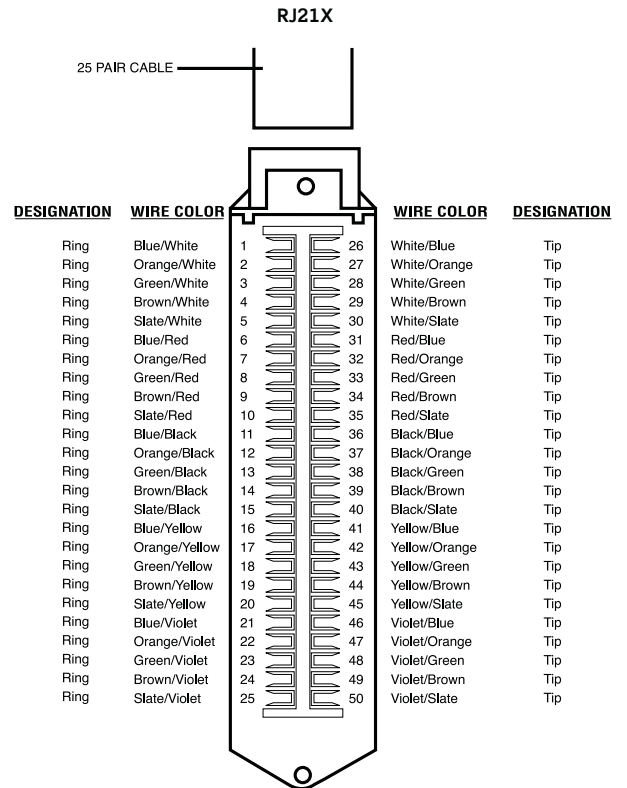 RJ21X
25 PAIR CABLE
DESIGNATION WIRE COLOR WIRE COLOR DESIGNATION
Ring Blue/White 1 26 White/Blue Tip
Ring Orange/White 2 27 White/Orange Tip
Ring Green/White 3 28 White/Green Tip
Ring Brown/White 4 29 White/Brown Tip
Ring Slate/White 5 30 White/Slate Tip
Ring Blue/Red 6 31 Red/Blue Tip
Ring Orange/Red 7 32 Red/Orange Tip
Ring Green/Red 8 33 Red/Green Tip
Ring Brown/Red 9 34 Red/Brown Tip
Ring Slate/Red 10 35 Red/Slate Tip
Ring Blue/Black 11 36 Black/Blue Tip
Ring Orange/Black 12 37 Black/Orange Tip
Ring Green/Black 13 38 Black/Green Tip
Ring Brown/Black 14 39 Black/Brown Tip
Ring Slate/Black 15 40 Black/Slate Tip
Ring Blue/Yellow 16 41 Yellow/Blue Tip
Ring Orange/Yellow 17 42 Yellow/Orange Tip
Ring Green/Yellow 18 43 Yellow/Green Tip
Ring Brown/Yellow 19 44 Yellow/Brown Tip
Ring Slate/Yellow 20 45 Yellow/Slate Tip
Ring Blue/Violet 21 46 Violet/Blue Tip
Ring Orange/Violet 22 47 Violet/Orange Tip
Ring Green/Violet 23 48 Violet/Green Tip
Ring Brown/Violet 24 49 Violet/Brown Tip
Ring Slate/Violet 25 50 Violet/Slate Tip